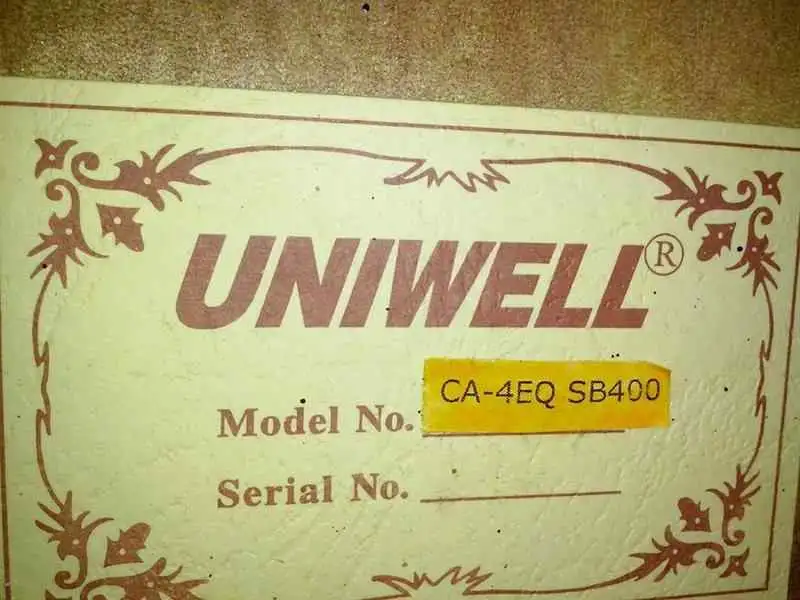 UNIWELL®
Model No. CA-4EQ SB400
Serial No.